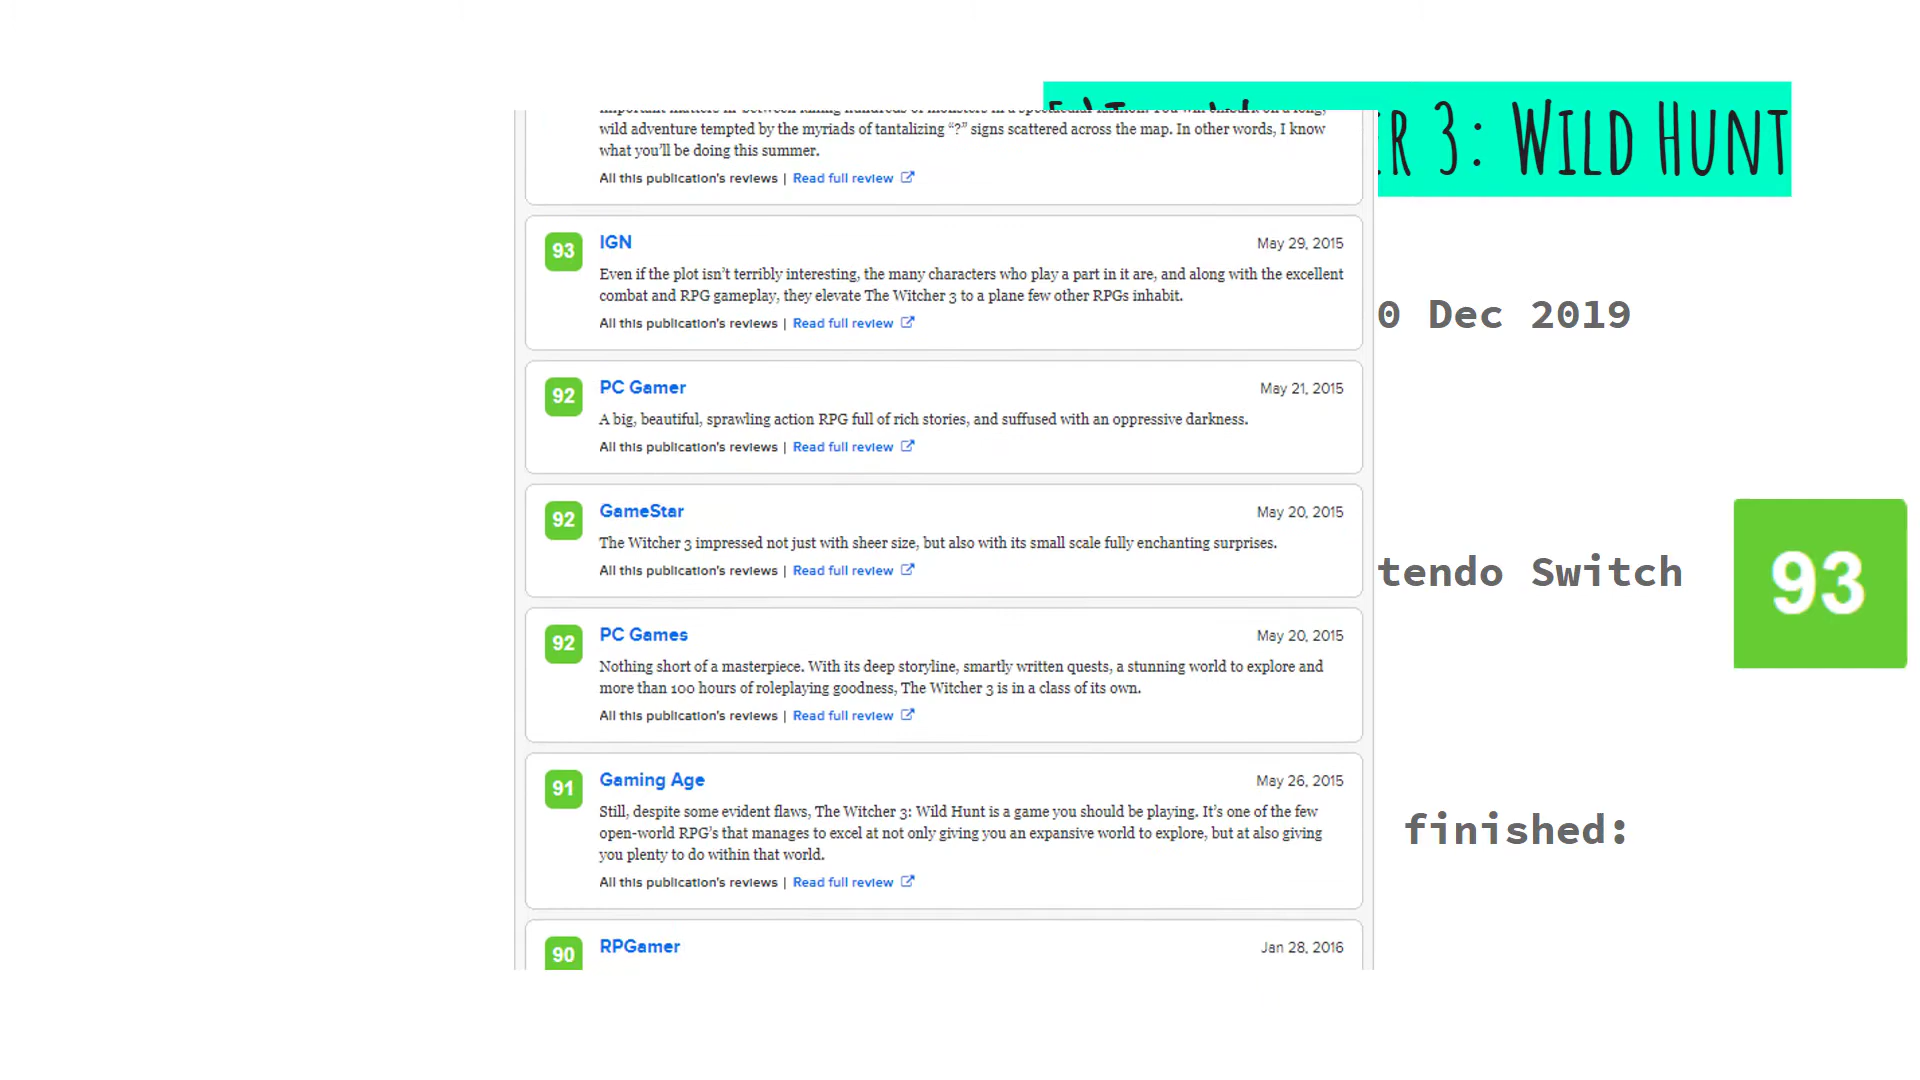 wild adventure tempted by the myriads of tantalizing “?” signs scattered across the map. In other words, I know
what you’ll be doing this summer.
All this publication's reviews | Read full review
93 IGN May 29, 2015
Even if the plot isn’t terribly interesting, the many characters who play a part in it are, and along with the excellent
combat and RPG gameplay, they elevate The Witcher 3 to a plane few other RPGs inhabit.
All this publication's reviews | Read full review
92 PC Gamer May 21, 2015
A big, beautiful, sprawling action RPG full of rich stories, and suffused with an oppressive darkness.
All this publication's reviews | Read full review
92 GameStar May 20, 2015
The Witcher 3 impressed not just with sheer size, but also with its small scale fully enchanting surprises.
All this publication's reviews | Read full review
92 PC Games May 20, 2015
Nothing short of a masterpiece. With its deep storyline, smartly written quests, a stunning world to explore and
more than 100 hours of roleplaying goodness, The Witcher 3 is in a class of its own.
All this publication's reviews | Read full review
91 Gaming Age May 26, 2015
Still, despite some evident flaws, The Witcher 3: Wild Hunt is a game you should be playing. It’s one of the few
open-world RPG’s that manages to excel at not only giving you an expansive world to explore, but at also giving
you plenty to do within that world.
All this publication's reviews | Read full review
90 RPGamer Jan 28, 2016
ER 3: WILD HUNT
0 Dec 2019
tendo Switch
93
finished: